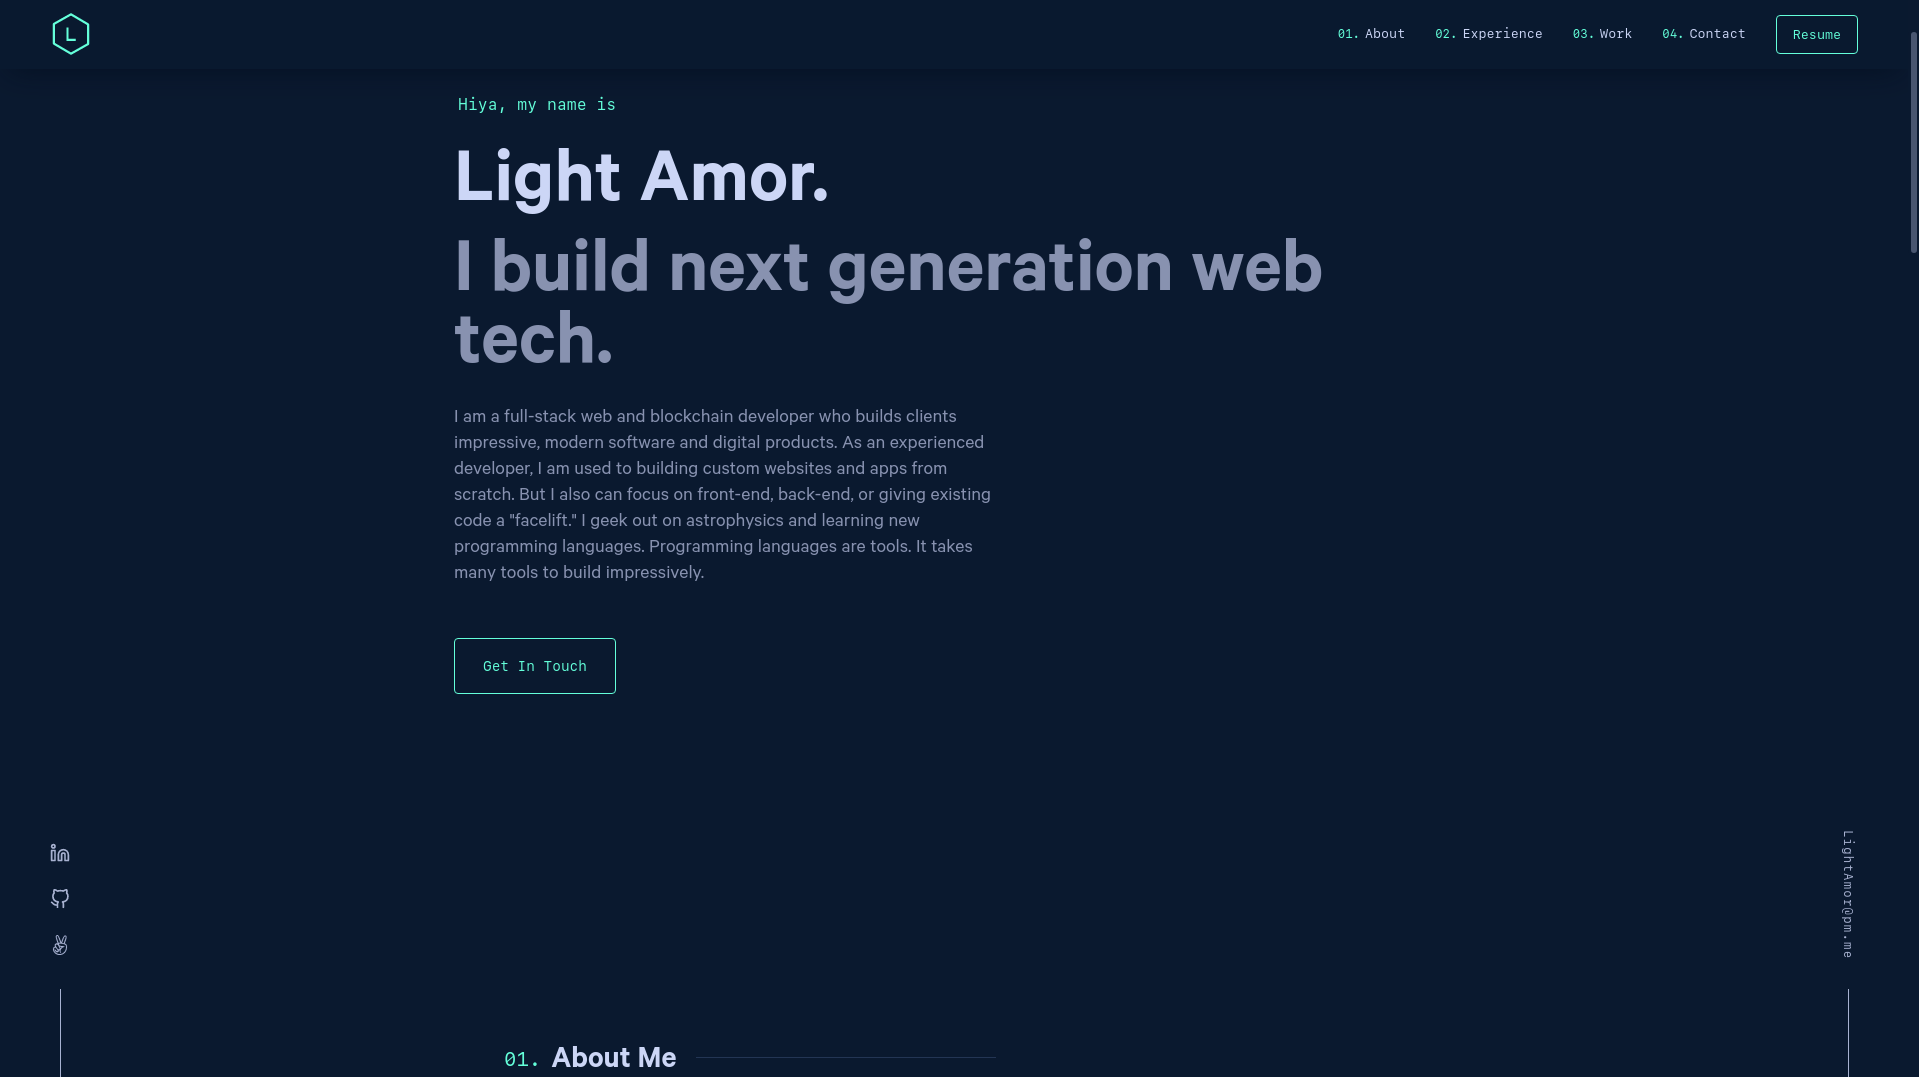 L
01. About
02. Experience
03. Work
04. Contact
Resume
Hiya, my name is
Light Amor.
I build next generation web
tech.
I am a full-stack web and blockchain developer who builds clients
impressive, modern software and digital products. As an experienced
developer, I am used to building custom websites and apps from
scratch. But I also can focus on front-end, back-end, or giving existing
code a "facelift." I geek out on astrophysics and learning new
programming languages. Programming languages are tools. It takes
many tools to build impressively.
Get In Touch
LightAmor@pm.me
01. About Me